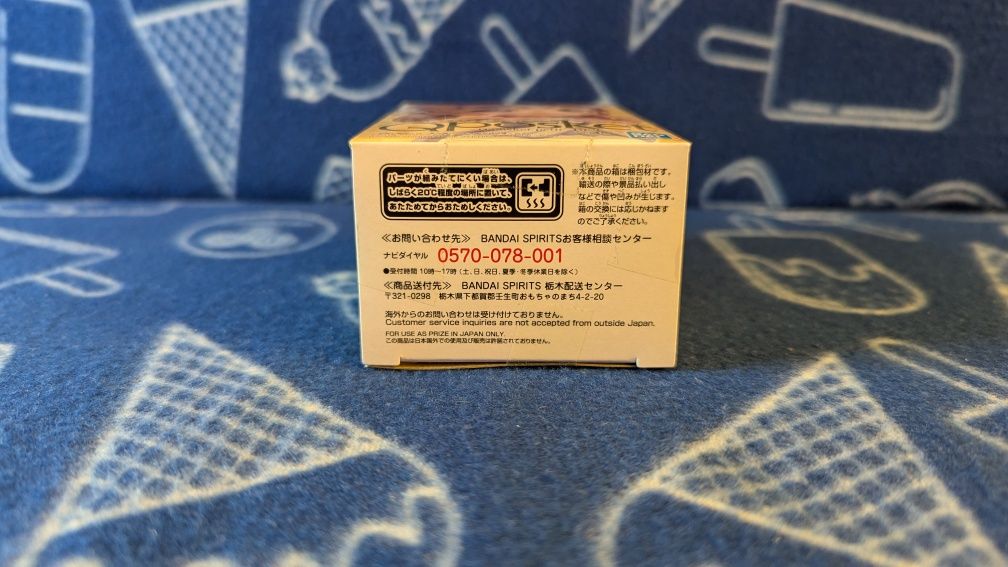 Qposket
パーツが組みたてにくい場合は、
しばらく20℃程度の場所に置いて、
あたためてからおためしください。
※本商品の箱は梱包材です。
輸送の際や景品払い出し
などで傷や凹みが生じます。
箱の交換には応じかねます
のでご了承ください。
≪お問い合わせ先≫ BANDAI SPIRITSお客様相談センター
ナビダイヤル 0570-078-001
●受付時間 10時～17時（土、日、祝日、夏季・冬季休業日を除く）
≪商品送付先≫ BANDAI SPIRITS 栃木配送センター
〒321-0298 栃木県下都賀郡壬生町おもちゃのまち4-2-20
海外からのお問い合わせは受け付けておりません。
Customer service inquiries are not accepted from outside Japan.
FOR USE AS PRIZE IN JAPAN ONLY.
この商品は日本国外での使用及び販売は許諾されておりません。